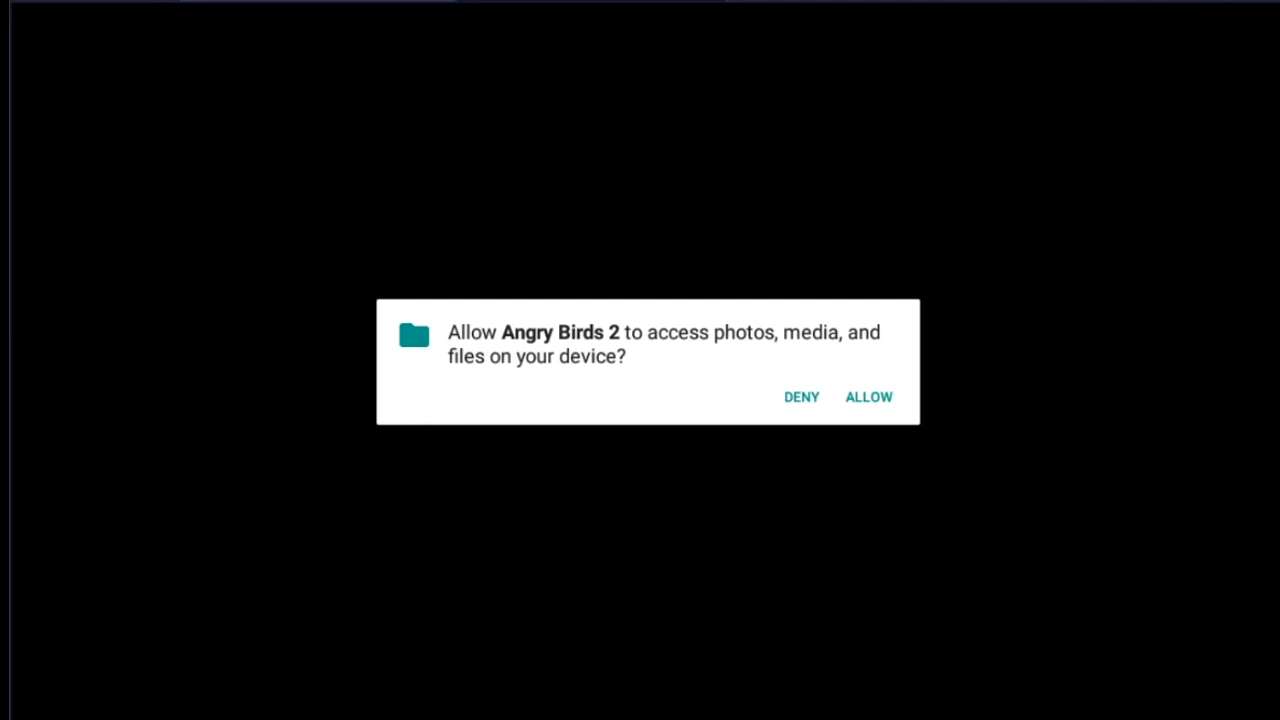 Allow Angry Birds 2 to access photos, media, and
files on your device?
DENY ALLOW